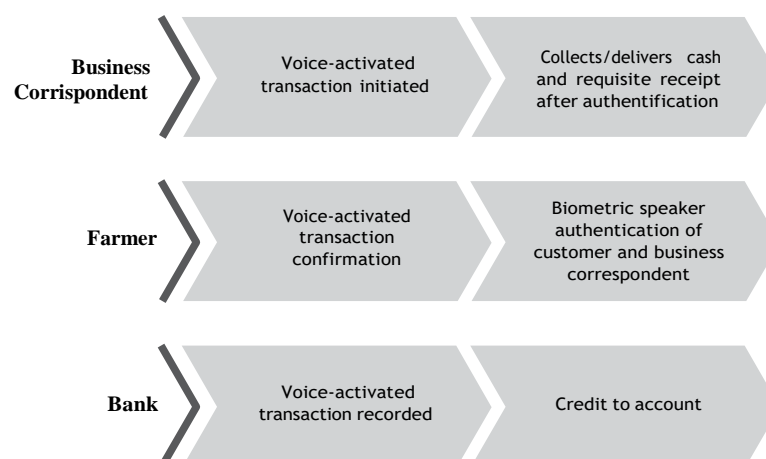 Business
Corrispondent
Voice-activated
transaction initiated
Collects/delivers cash
and requisite receipt
after authentification
Farmer
Voice-activated
transaction
confirmation
Biometric speaker
authentication of
customer and business
correspondent
Bank
Voice-activated
transaction recorded
Credit to account